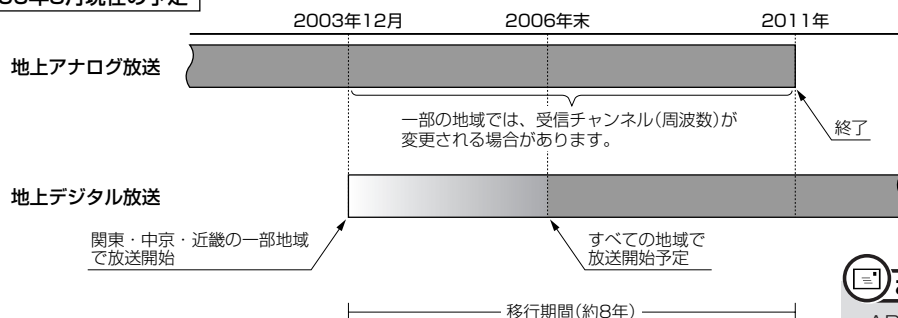 年3月現在の予定
2003年12月
2006年末
2011年
地上アナログ放送
一部の地域では、受信チャンネル(周波数)が
変更される場合があります。
終了
地上デジタル放送
関東・中京・近畿の一部地域
で放送開始
すべての地域で
放送開始予定
移行期間(約8年)